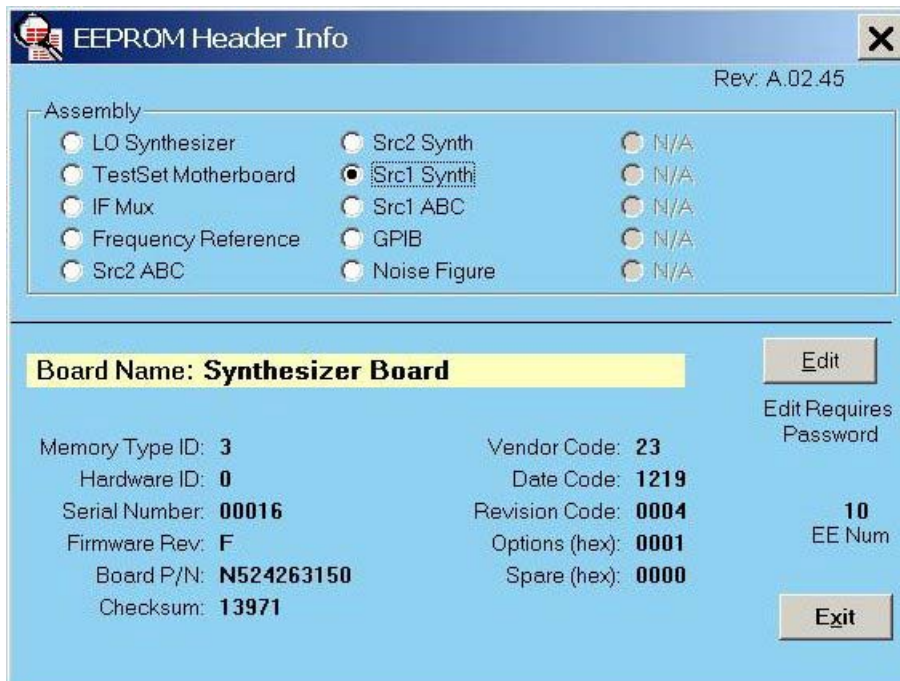 EEPROM Header Info
Rev: A.02.45
Assembly
LO Synthesizer
TestSet Motherboard
IF Mux
Frequency Reference
Src2 ABC
Src2 Synth
Src1 Synth
Src1 ABC
GPIB
Noise Figure
N/A
N/A
N/A
N/A
N/A
Board Name: Synthesizer Board
Edit
Edit Requires
Password
Memory Type ID: 3
Hardware ID: 0
Serial Number: 00016
Firmware Rev: F
Board P/N: N524263150
Checksum: 13971
Vendor Code: 23
Date Code: 1219
Revision Code: 0004
Options (hex): 0001
Spare (hex): 0000
10
EE Num
Exit